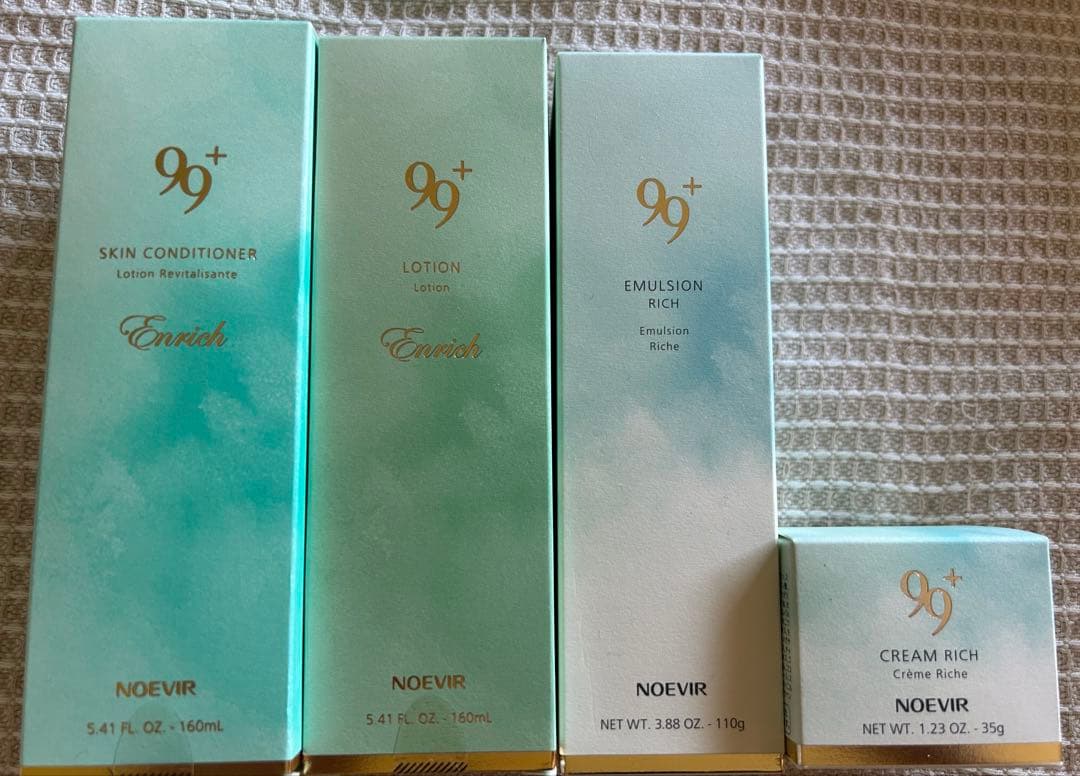 99+
SKIN CONDITIONER
Lotion Revitalisante
Enrich
NOEVIR
5.41 FL. OZ. - 160mL
99+
LOTION
Lotion
Enrich
NOEVIR
5.41 FL. OZ. - 160mL
99+
EMULSION
RICH
Emulsion
Riche
NOEVIR
NET WT. 3.88 OZ. - 110g
99+
CREAM RICH
Crème Riche
NOEVIR
NET WT. 1.23 OZ. - 35g